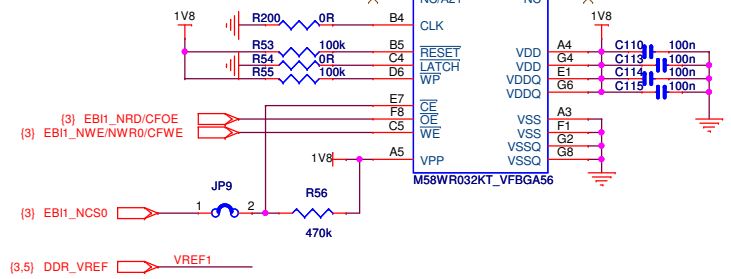 NC/A21 NC
1V8 R200 0R B4 CLK 1V8
R53 100k B5 RESET VDD A4 C110 100n
R54 0R C4 LATCH VDD G4 C113 100n
R55 100k D6 WP VDDQ E1 C114 100n
VDDQ G6 C115 100n
E7 CE VSS A3
{3} EBI1_NRD/CFOE F8 OE VSS F1
{3} EBI1_NWE/NWR0/CFWE C5 WE VSSQ G2
1V8 A5 VPP VSSQ G8
M58WR032KT_VFBGA56
JP9 R56
{3} EBI1_NCS0 1 2
470k
{3,5} DDR_VREF VREF1